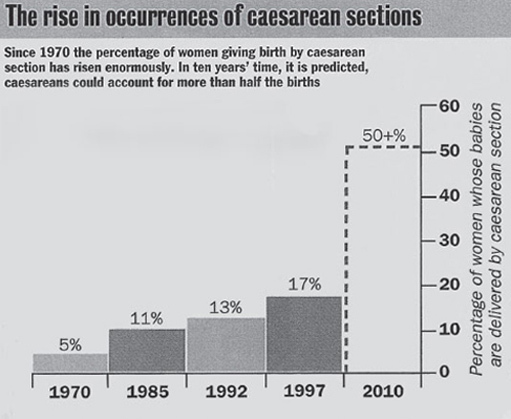 The rise in occurrences of caesarean sections
Since 1970 the percentage of women giving birth by caesarean
section has risen enormously. In ten years' time, it is predicted,
caesareans could account for more than half the births
60
50+%
50
40
30
17%
20
13%
11%
10
5%
0
1970 1985 1992 1997 2010
Percentage of women whose babies
are delivered by caesarean section